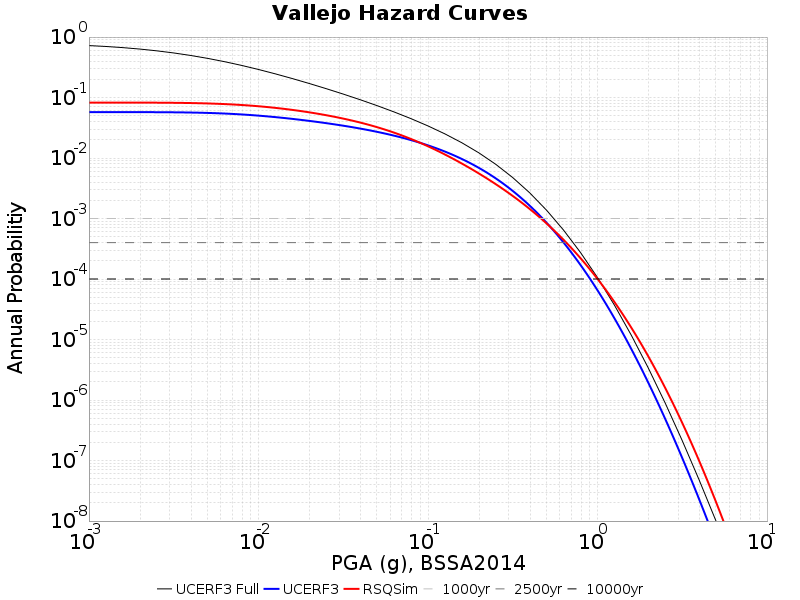 Vallejo Hazard Curves
10^0
10^-1
10^-2
10^-3
10^-4
10^-5
10^-6
10^-7
10^-8
Annual Probabilitiy
10^-3 10^-2 10^-1 10^0 10^1
PGA (g), BSSA2014
UCERF3 Full UCERF3 RSQSim 1000yr 2500yr 10000yr